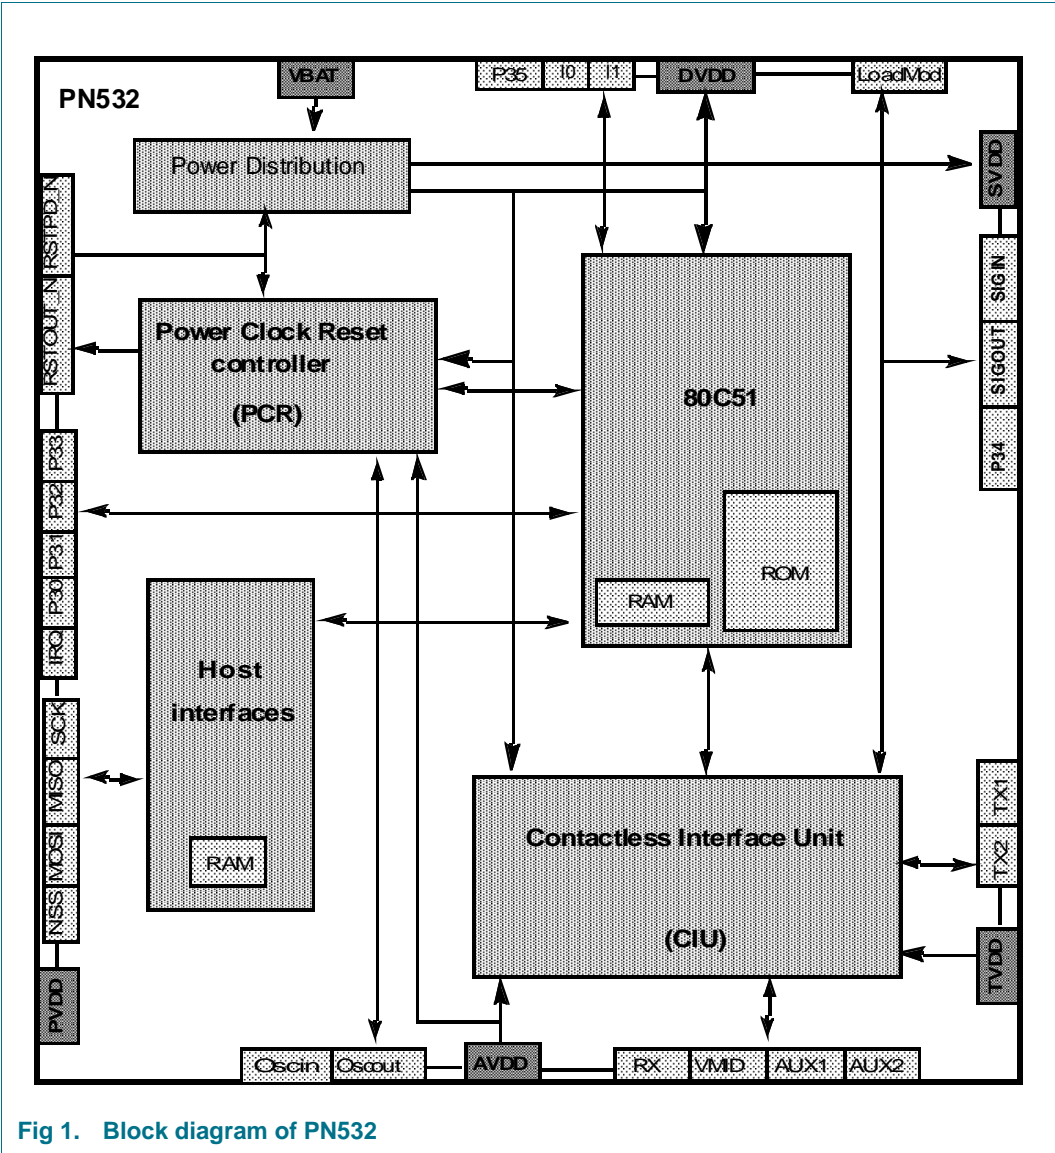 VBAT
P35
I0
I1
DVDD
LoadMod
PN532
Power Distribution
SVDD
RSTPD_N
SIGIN
RSTOUT_N
Power Clock Reset
controller
(PCR)
SIGOUT
80C51
P34
P33
P32
P31
P30
IRQ
ROM
RAM
Host
interfaces
SCK
MISO
MOSI
NSS
RAM
Contactless Interface Unit
(CIU)
TX1
TX2
TVDD
PVDD
Oscin
Oscout
AVDD
RX
VMID
AUX1
AUX2
Fig 1. Block diagram of PN532